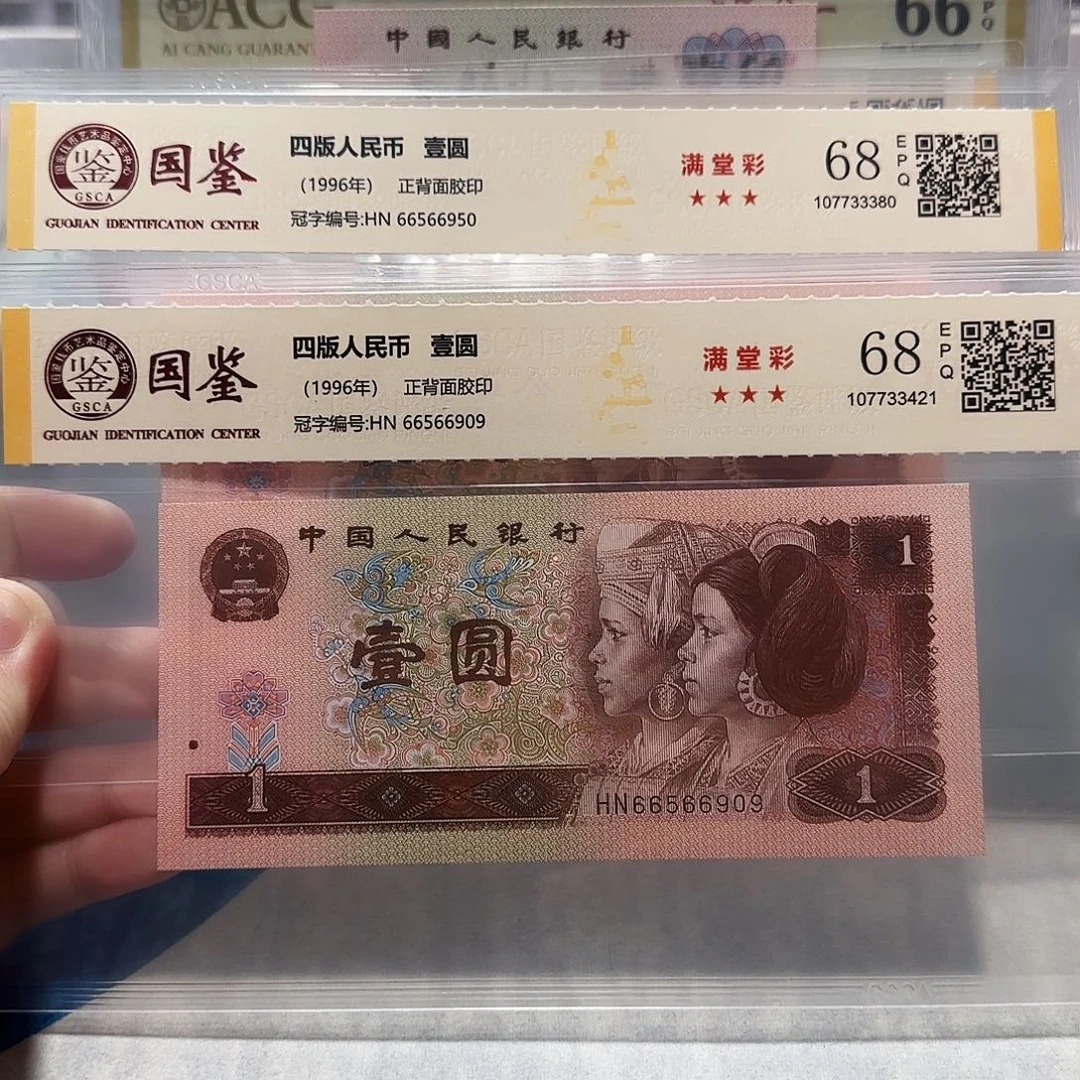 ACG
AI CANG GUARAN
中國人民銀行
66
P
Q
国鉴
GSCA
GUOJIAN IDENTIFICATION CENTER
四版人民币 壹圆
(1996年) 正背面胶印
冠字编号:HN 66566950
满堂彩
★★★
68
EPQ
107733380
GSCA
国鉴
GSCA
GUOJIAN IDENTIFICATION CENTER
四版人民币 壹圆
(1996年) 正背面胶印
冠字编号:HN 66566909
满堂彩
★★★
68
EPQ
107733421
中国人民银行
1
壹圆
1
HN66566909
1